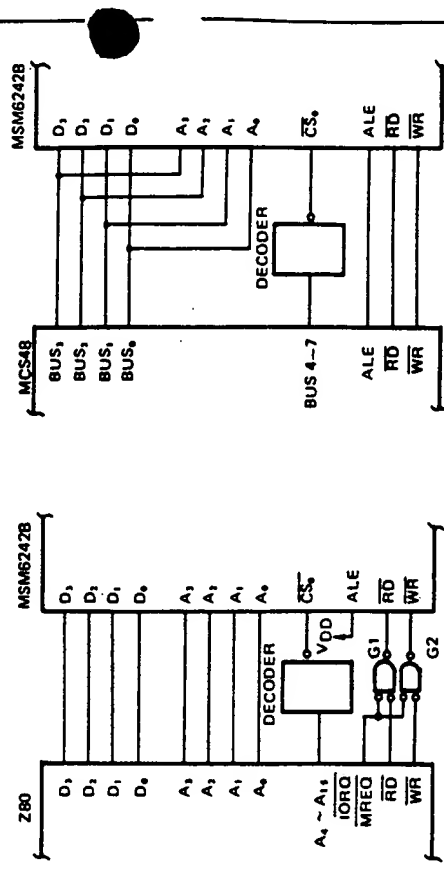 Z80
D₃
D₂
D₁
D₀
A₃
A₂
A₁
A₀
A₄ ~ A₁₅
IORQ
MREQ
RD
WR
DECODER
VDD
G1
G2
MSM6242B
D₃
D₂
D₁
D₀
A₃
A₂
A₁
A₀
CS₀
ALE
RD
WR
MCS48
BUS₃
BUS₂
BUS₁
BUS₀
BUS 4~7
ALE
RD
WR
DECODER
MSM6242B
D₃
D₂
D₁
D₀
A₃
A₂
A₁
A₀
CS₀
ALE
RD
WR